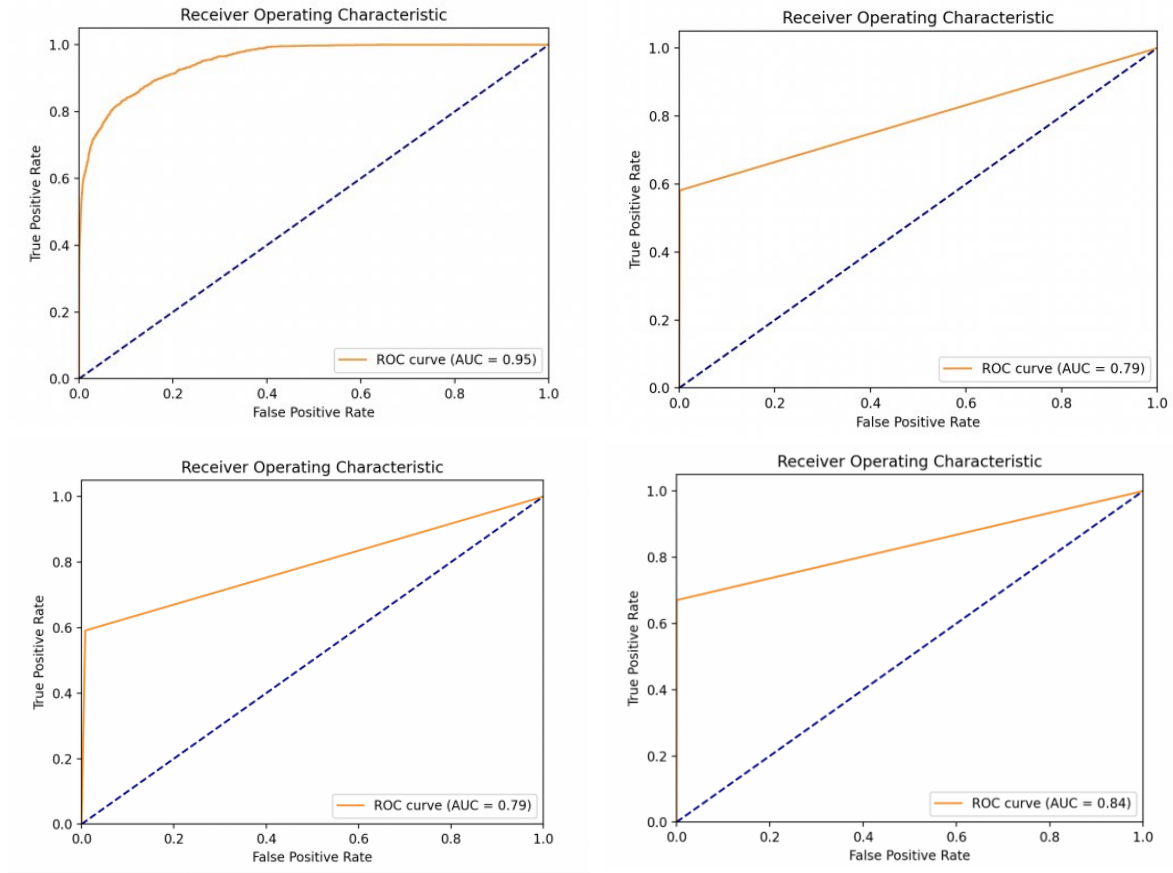 Receiver Operating Characteristic
1.0
0.8
0.6
0.4
0.2
0.0
True Positive Rate
ROC curve (AUC = 0.95)
0.0 0.2 0.4 0.6 0.8 1.0
False Positive Rate
Receiver Operating Characteristic
1.0
0.8
0.6
0.4
0.2
0.0
True Positive Rate
ROC curve (AUC = 0.79)
0.0 0.2 0.4 0.6 0.8 1.0
False Positive Rate
Receiver Operating Characteristic
1.0
0.8
0.6
0.4
0.2
0.0
True Positive Rate
ROC curve (AUC = 0.79)
0.0 0.2 0.4 0.6 0.8 1.0
False Positive Rate
Receiver Operating Characteristic
1.0
0.8
0.6
0.4
0.2
0.0
True Positive Rate
ROC curve (AUC = 0.84)
0.0 0.2 0.4 0.6 0.8 1.0
False Positive Rate